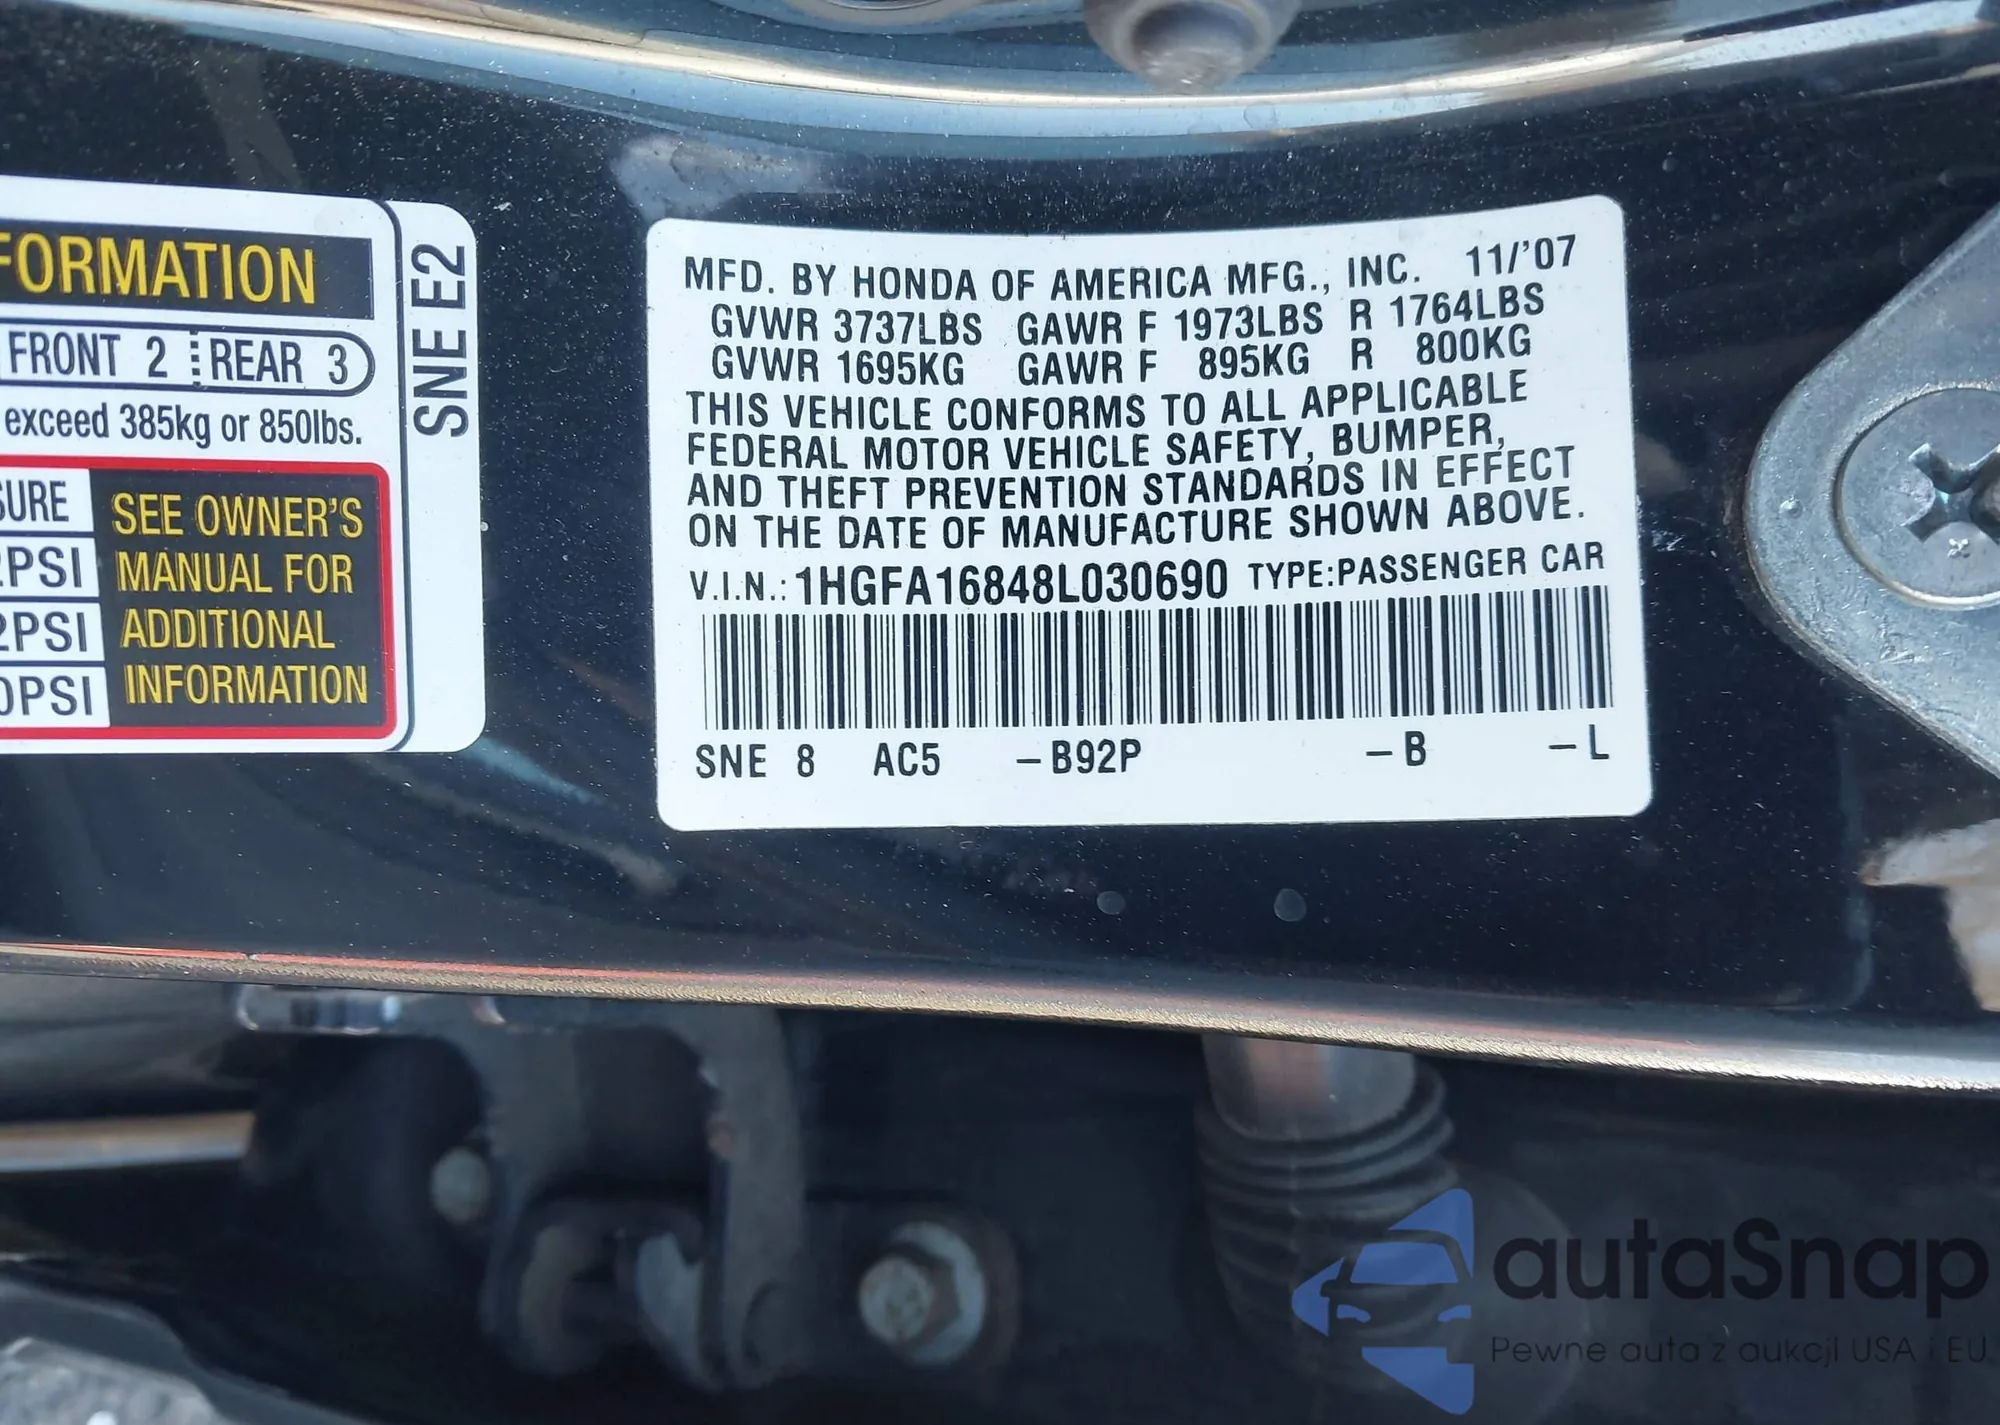 FORMATION
FRONT 2 REAR 3
exceed 385kg or 850lbs.
SURE
2PSI
2PSI
0PSI
SEE OWNER'S
MANUAL FOR
ADDITIONAL
INFORMATION
SNE E2
MFD. BY HONDA OF AMERICA MFG., INC. 11/'07
GVWR 3737LBS GAWR F 1973LBS R 1764LBS
GVWR 1695KG GAWR F 895KG R 800KG
THIS VEHICLE CONFORMS TO ALL APPLICABLE
FEDERAL MOTOR VEHICLE SAFETY, BUMPER,
AND THEFT PREVENTION STANDARDS IN EFFECT
ON THE DATE OF MANUFACTURE SHOWN ABOVE.
V.I.N.: 1HGFA16848L030690 TYPE:PASSENGER CAR
SNE 8 AC5 -B92P -B -L
autaSnap
Pewne auta z aukcji USA i EU